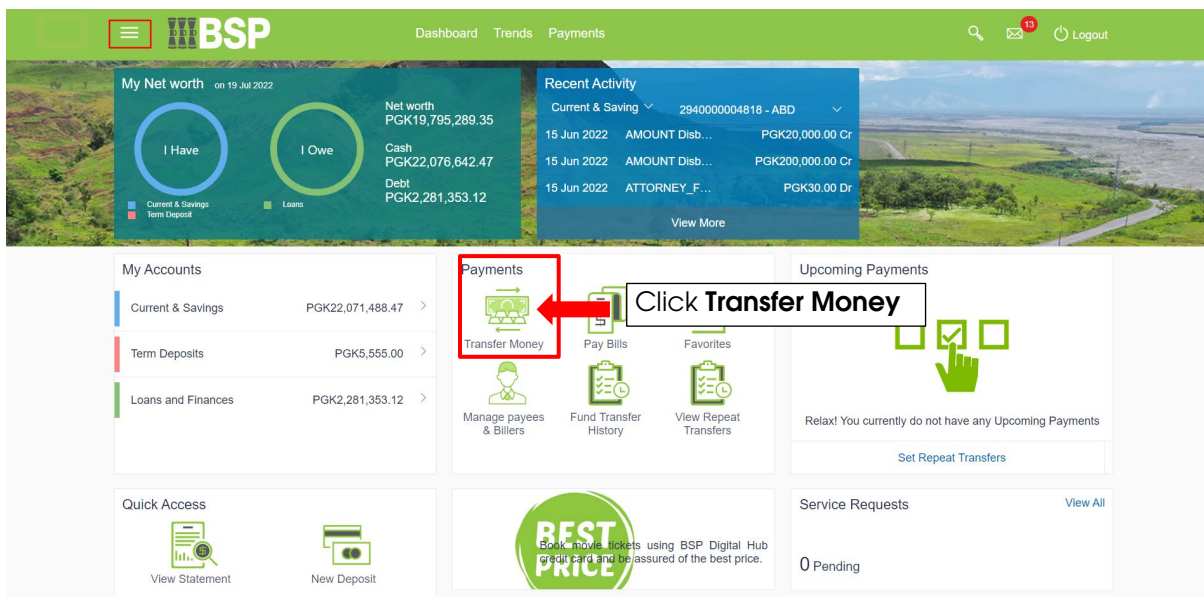 BSP
Dashboard Trends Payments
13
Logout
My Net worth on 19 Jul 2022
I Have
I Owe
Current & Savings
Term Deposit
Loans
Net worth
PGK19,795,289.35
Cash
PGK22,076,642.47
Debt
PGK2,281,353.12
Recent Activity
Current & Saving 2940000004818 - ABD
15 Jun 2022 AMOUNT Disb... PGK20,000.00 Cr
15 Jun 2022 AMOUNT Disb... PGK200,000.00 Cr
15 Jun 2022 ATTORNEY_F... PGK30.00 Dr
View More
My Accounts
Current & Savings PGK22,071,488.47
Term Deposits PGK5,555.00
Loans and Finances PGK2,281,353.12
Payments
Click Transfer Money
Transfer Money
Pay Bills
Favorites
Manage payees
& Billers
Fund Transfer
History
View Repeat
Transfers
Upcoming Payments
Relax! You currently do not have any Upcoming Payments
Set Repeat Transfers
Quick Access
View Statement
New Deposit
BEST
PRICE
Book movie tickets using BSP Digital Hub
credit card and be assured of the best price.
Service Requests
View All
0 Pending